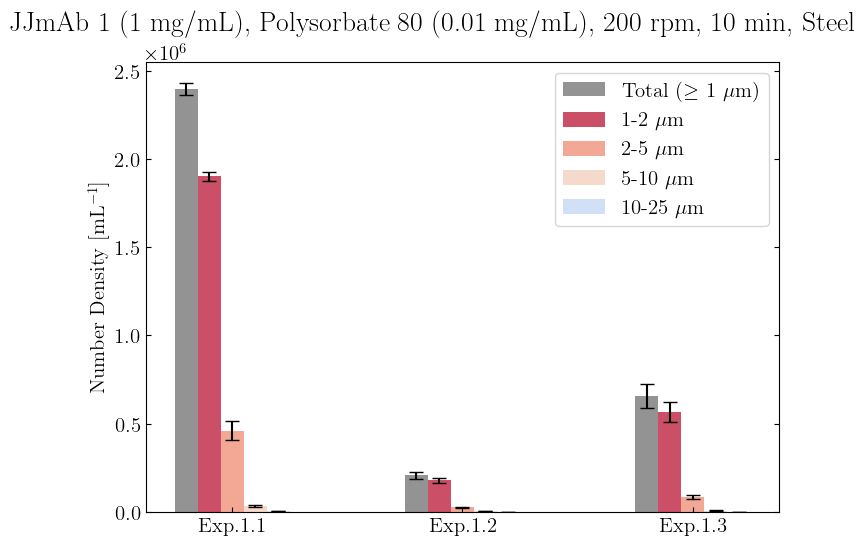 JJmAb 1 (1 mg/mL), Polysorbate 80 (0.01 mg/mL), 200 rpm, 10 min, Steel
×10⁶
2.5
2.0
1.5
1.0
0.5
0.0
Number Density [mL⁻¹]
Total (≥ 1 μm)
1-2 μm
2-5 μm
5-10 μm
10-25 μm
Exp.1.1 Exp.1.2 Exp.1.3